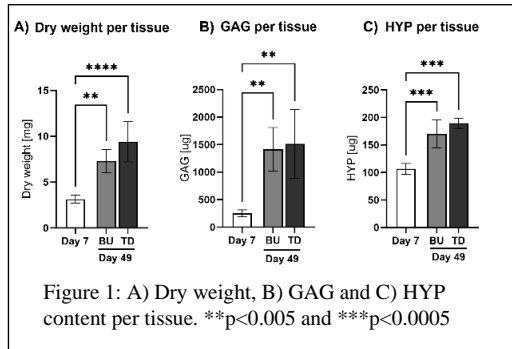 A) Dry weight per tissue
B) GAG per tissue
C) HYP per tissue
****
**
Dry weight [mg]
15
10
5
0
Day 7 BU TD
Day 49
**
**
GAG [ug]
2500
2000
1500
1000
500
0
Day 7 BU TD
Day 49
***
***
HYP [ug]
250
200
150
100
50
0
Day 7 BU TD
Day 49
Figure 1: A) Dry weight, B) GAG and C) HYP
content per tissue. **p<0.005 and ***p<0.0005